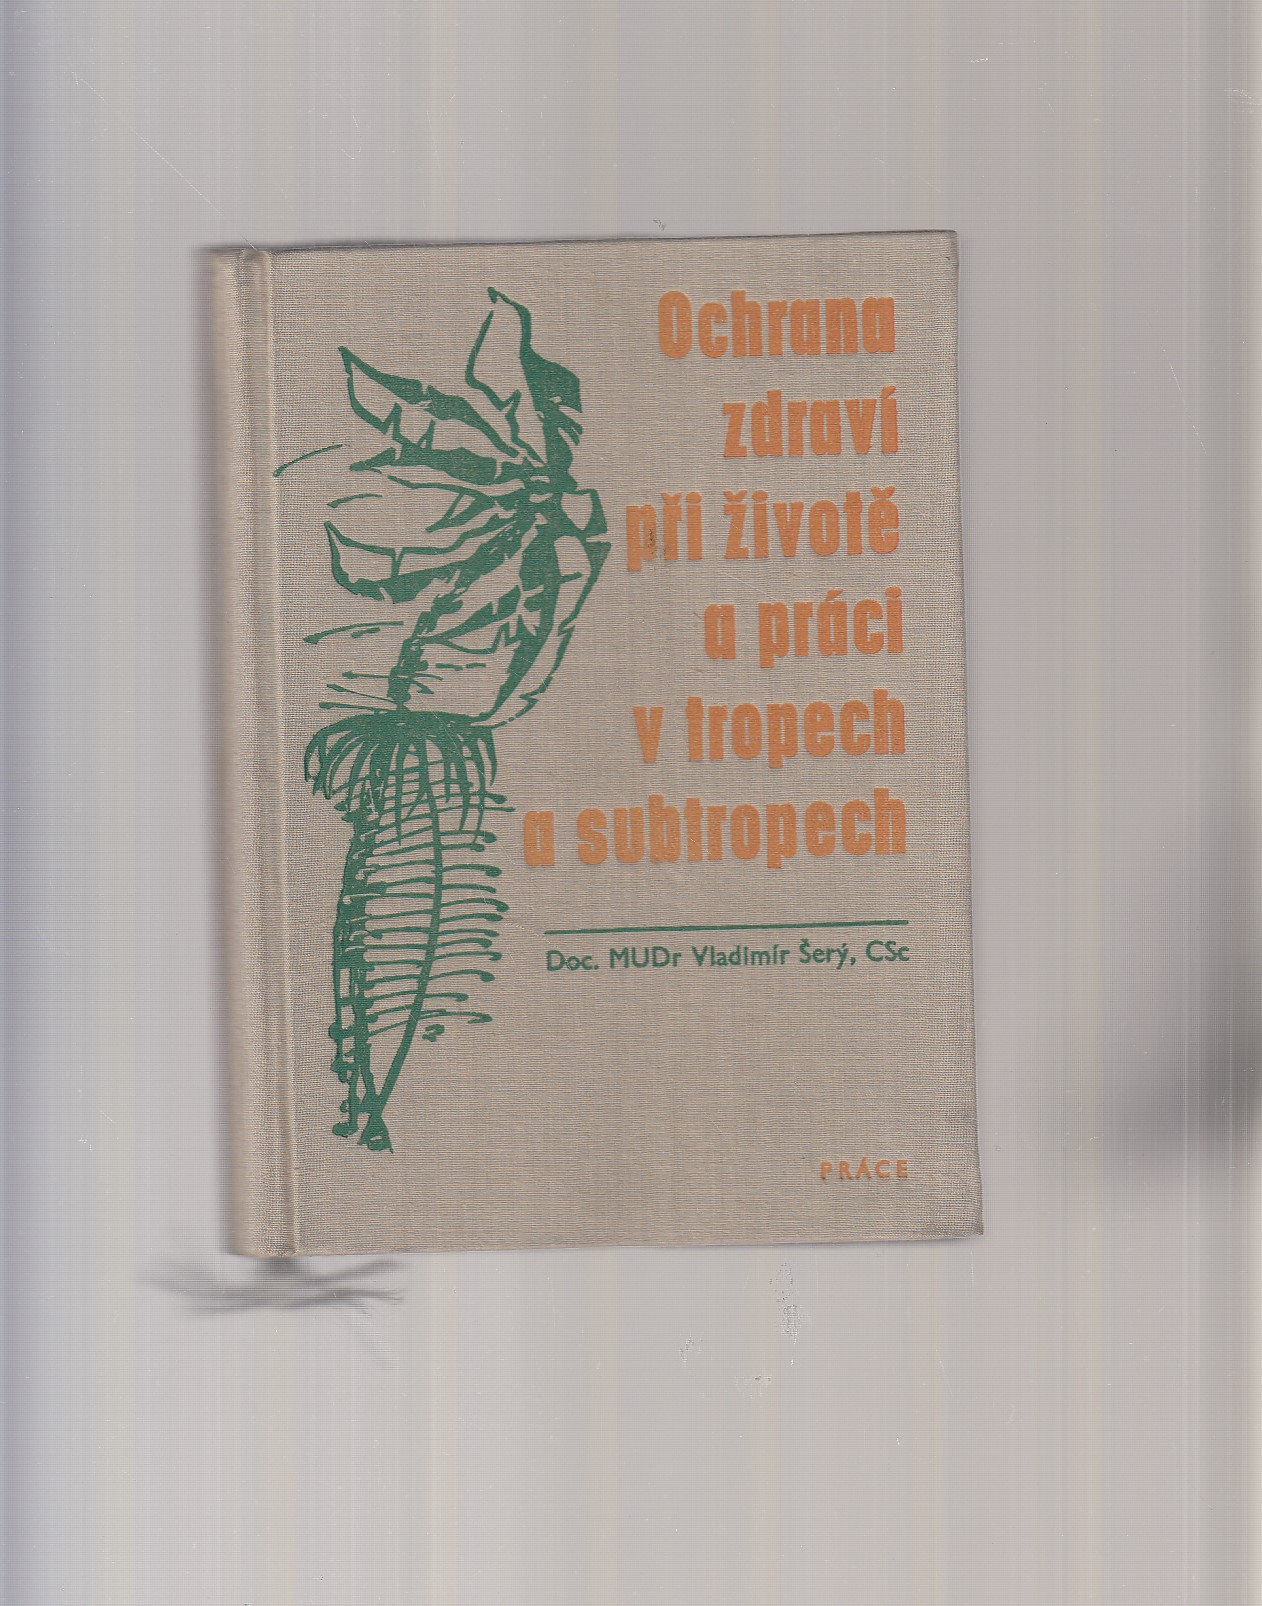 Ochrana
zdraví
při životě
a práci
v tropech
a subtropech
Doc. MUDr Vladimír Šerý, CSc
PRÁCE